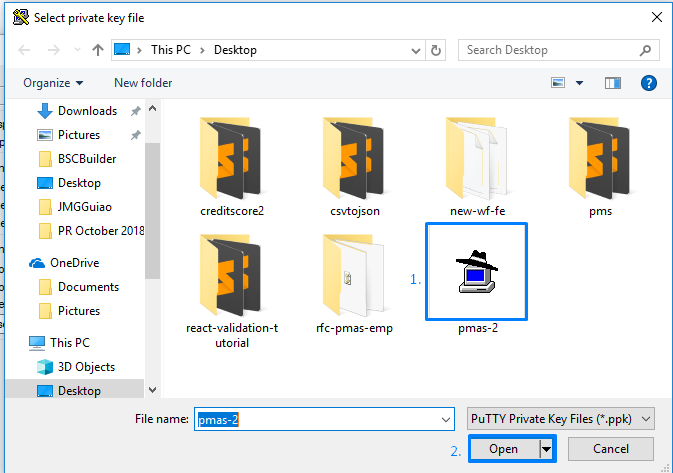 Select private key file
This PC > Desktop
Search Desktop
Organize
New folder
Downloads
Pictures
BSCBuilder
Desktop
JMGGuiao
PR October 2018
OneDrive
Documents
Pictures
This PC
3D Objects
Desktop
creditscore2
csvtojson
new-wf-fe
pms
react-validation-t
utorial
rfc-pmas-emp
1.
pmas-2
File name:
pmas-2
PuTTY Private Key Files (*.ppk)
2.
Open
Cancel